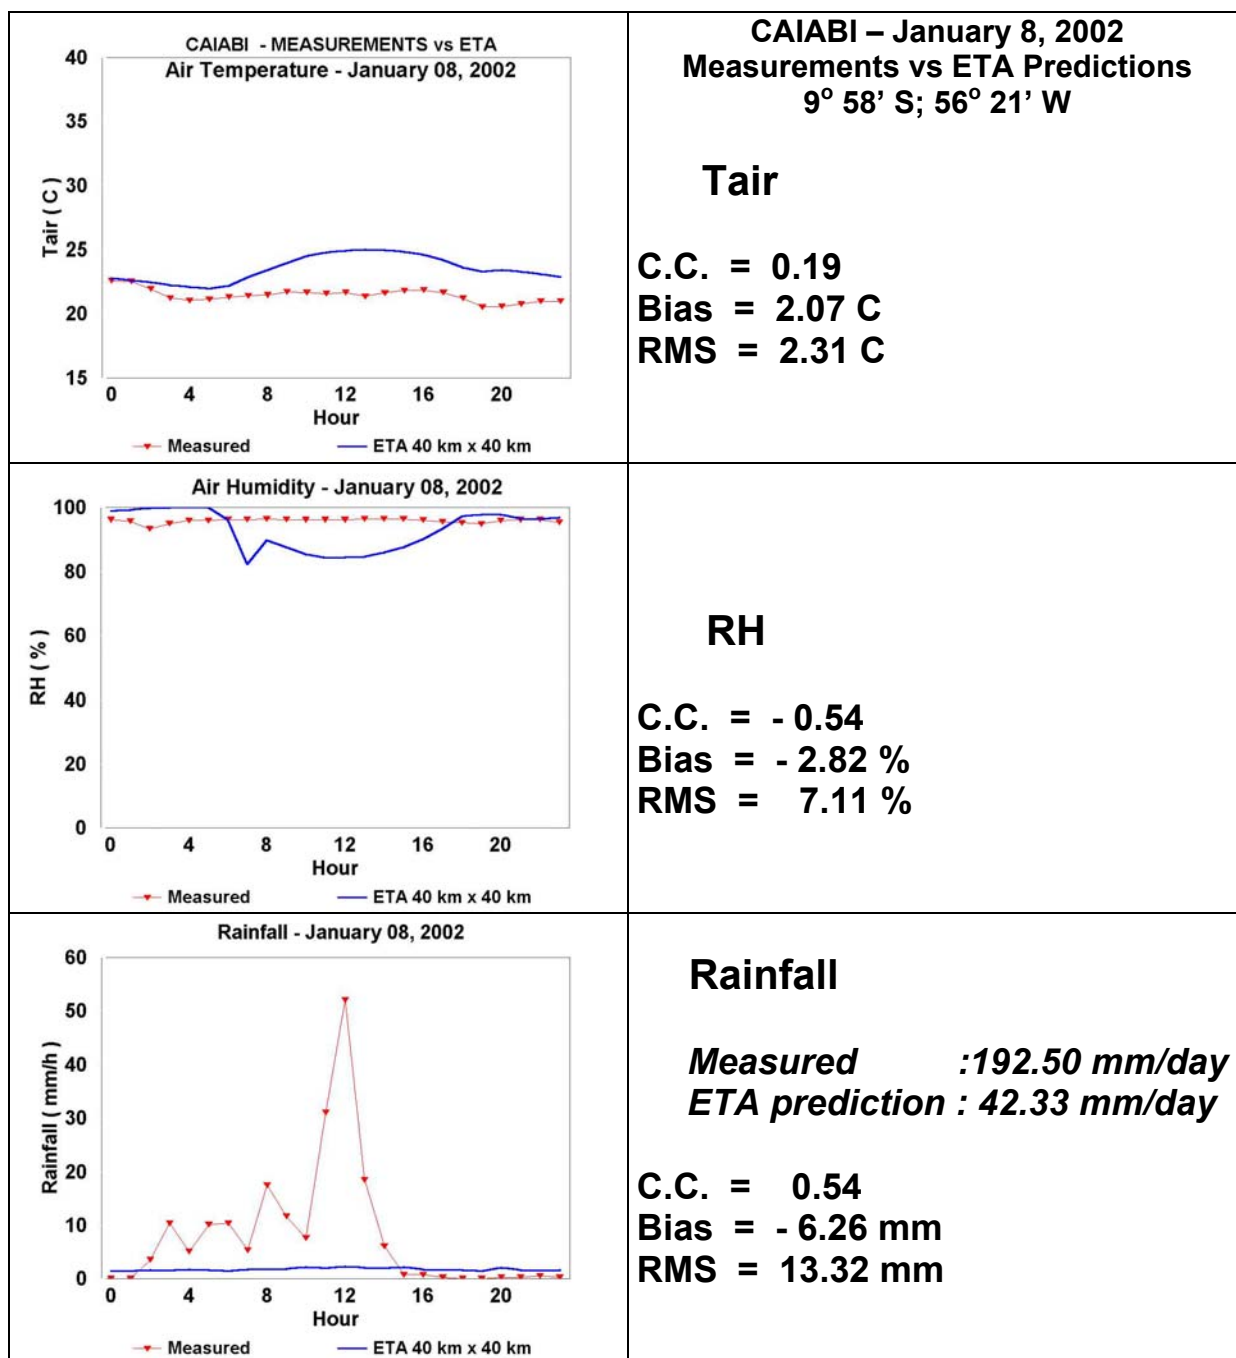 CAIABI - MEASUREMENTS vs ETA
Air Temperature - January 08, 2002
40
35
30
25
20
15
Tair ( C )
0 4 8 12 16 20
Hour
Measured ETA 40 km x 40 km
CAIABI – January 8, 2002
Measurements vs ETA Predictions
9º 58’ S; 56º 21’ W
Tair
C.C. = 0.19
Bias = 2.07 C
RMS = 2.31 C
Air Humidity - January 08, 2002
100
80
60
40
20
0
RH ( % )
0 4 8 12 16 20
Hour
Measured ETA 40 km x 40 km
RH
C.C. = - 0.54
Bias = - 2.82 %
RMS = 7.11 %
Rainfall - January 08, 2002
60
50
40
30
20
10
0
Rainfall ( mm/h )
0 4 8 12 16 20
Hour
Measured ETA 40 km x 40 km
Rainfall
Measured :192.50 mm/day
ETA prediction : 42.33 mm/day
C.C. = 0.54
Bias = - 6.26 mm
RMS = 13.32 mm